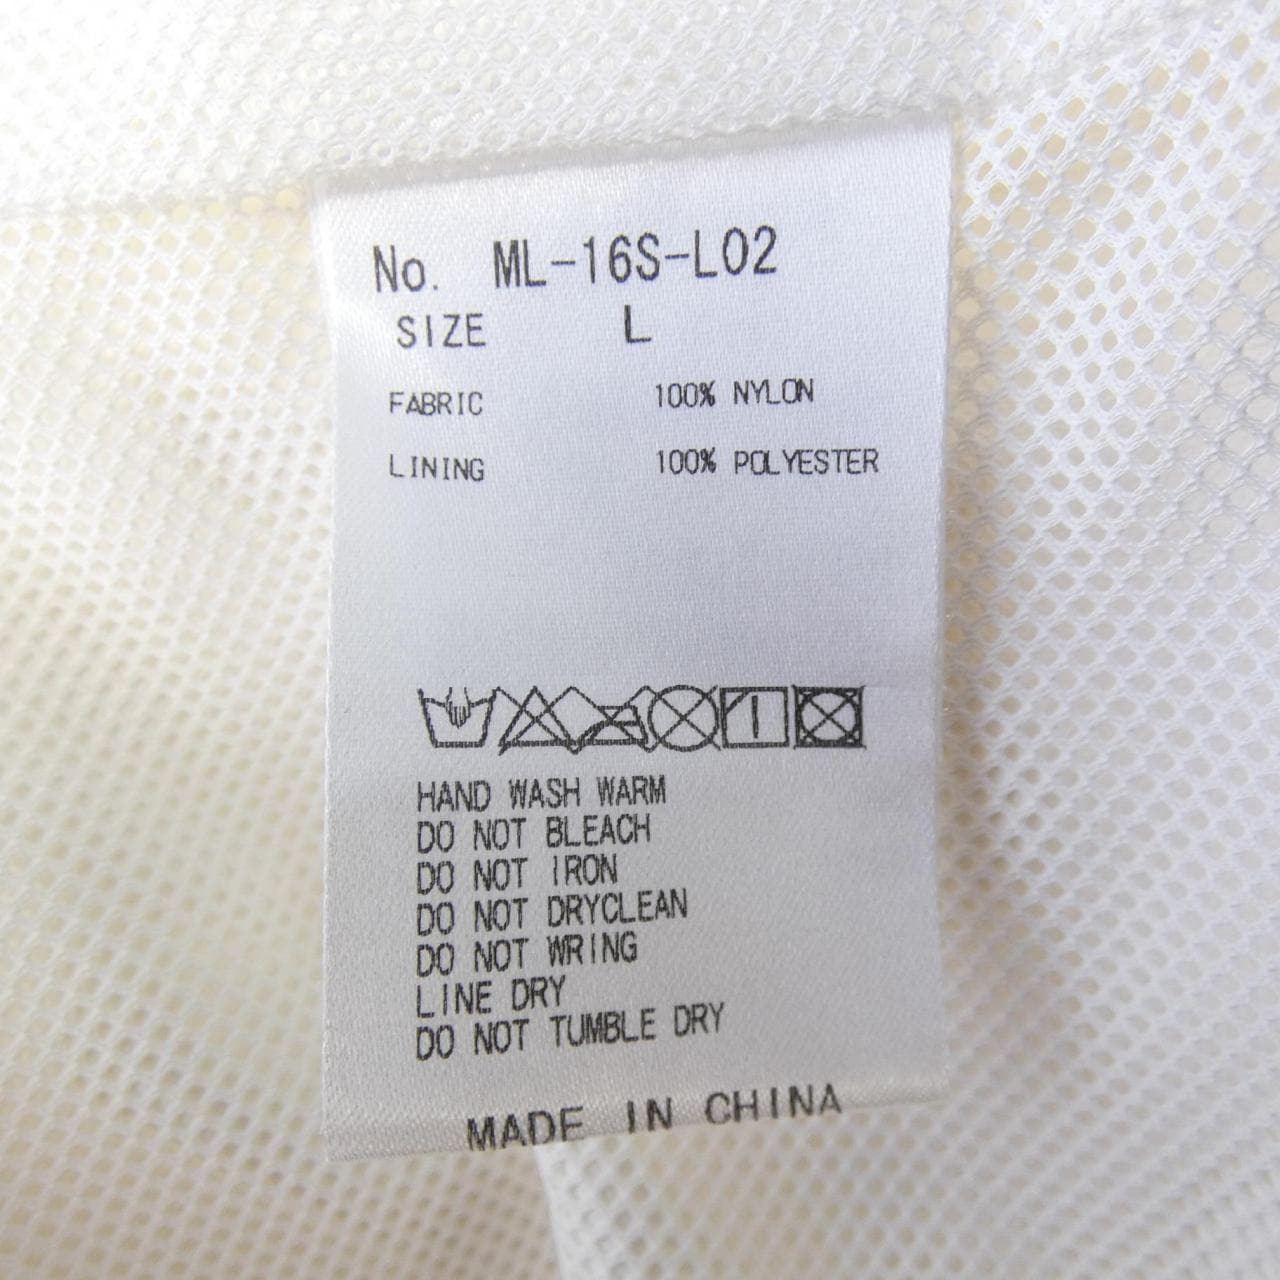 No. ML-16S-L02
SIZE L
FABRIC 100% NYLON
LINING 100% POLYESTER
HAND WASH WARM
DO NOT BLEACH
DO NOT IRON
DO NOT DRYCLEAN
DO NOT WRING
LINE DRY
DO NOT TUMBLE DRY
MADE IN CHINA